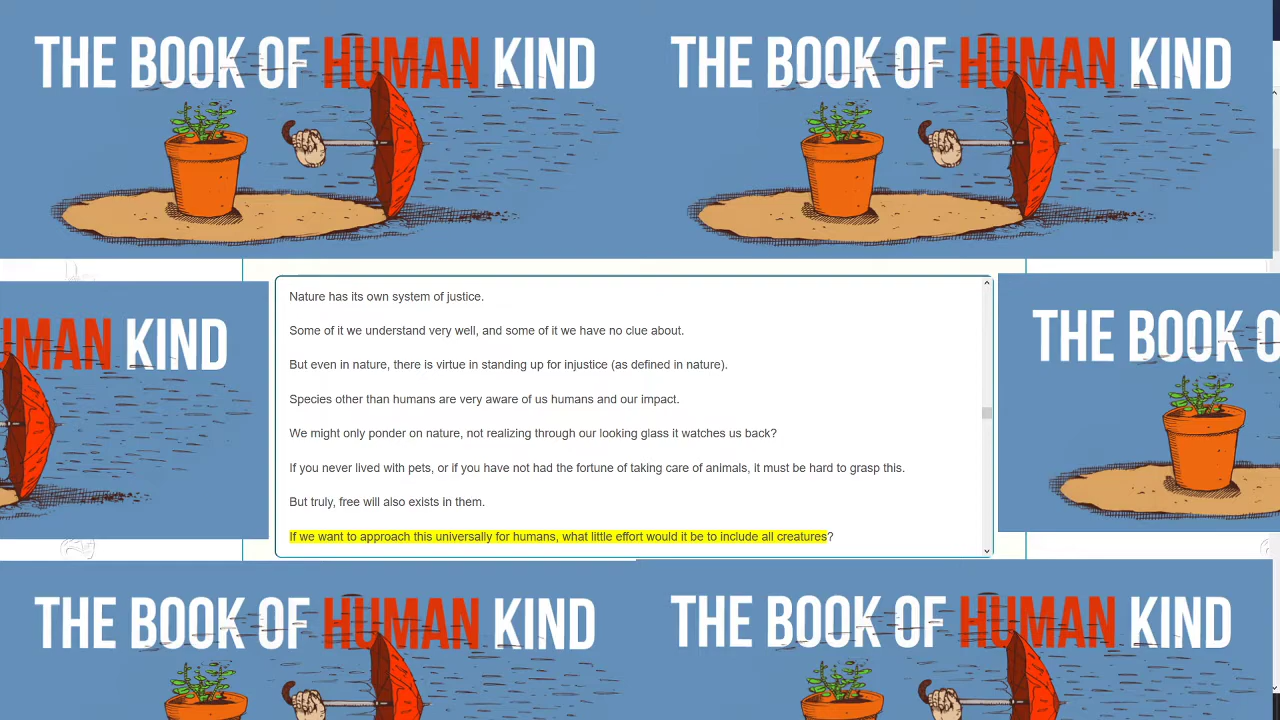 THE BOOK OF HUMAN KIND
THE BOOK OF HUMAN KIND
HUMAN KIND
THE BOOK O
Nature has its own system of justice.
Some of it we understand very well, and some of it we have no clue about.
But even in nature, there is virtue in standing up for injustice (as defined in nature).
Species other than humans are very aware of us humans and our impact.
We might only ponder on nature, not realizing through our looking glass it watches us back?
If you never lived with pets, or if you have not had the fortune of taking care of animals, it must be hard to grasp this.
But truly, free will also exists in them.
If we want to approach this universally for humans, what little effort would it be to include all creatures?
THE BOOK OF HUMAN KIND
THE BOOK OF HUMAN KIND